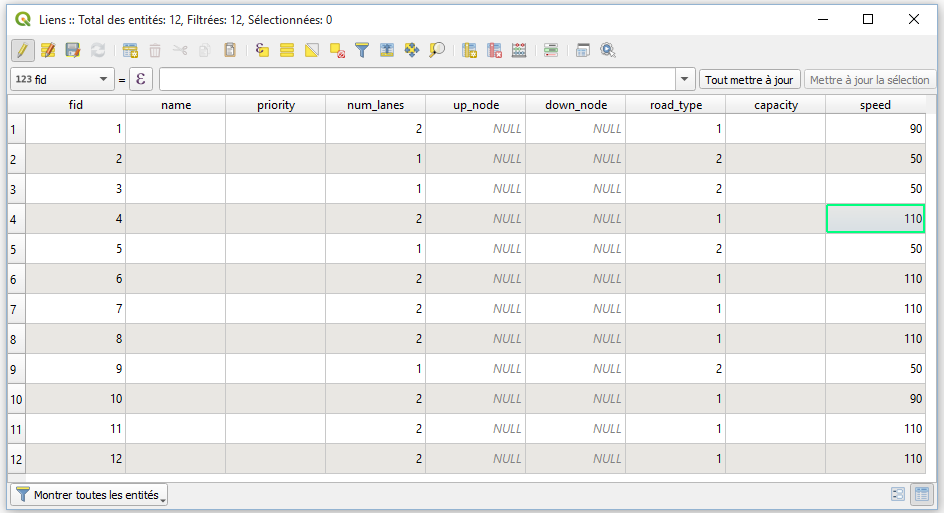 Liens :: Total des entités: 12, Filtrées: 12, Sélectionnées: 0
123 fid = ε Tout mettre à jour Mettre à jour la sélection
fid name priority num_lanes up_node down_node road_type capacity speed
1 1 2 NULL NULL 1 90
2 2 1 NULL NULL 2 50
3 3 1 NULL NULL 2 50
4 4 2 NULL NULL 1 110
5 5 1 NULL NULL 2 50
6 6 2 NULL NULL 1 110
7 7 2 NULL NULL 1 110
8 8 2 NULL NULL 1 110
9 9 1 NULL NULL 2 50
10 10 2 NULL NULL 1 90
11 11 2 NULL NULL 1 110
12 12 2 NULL NULL 1 110
Montrer toutes les entités